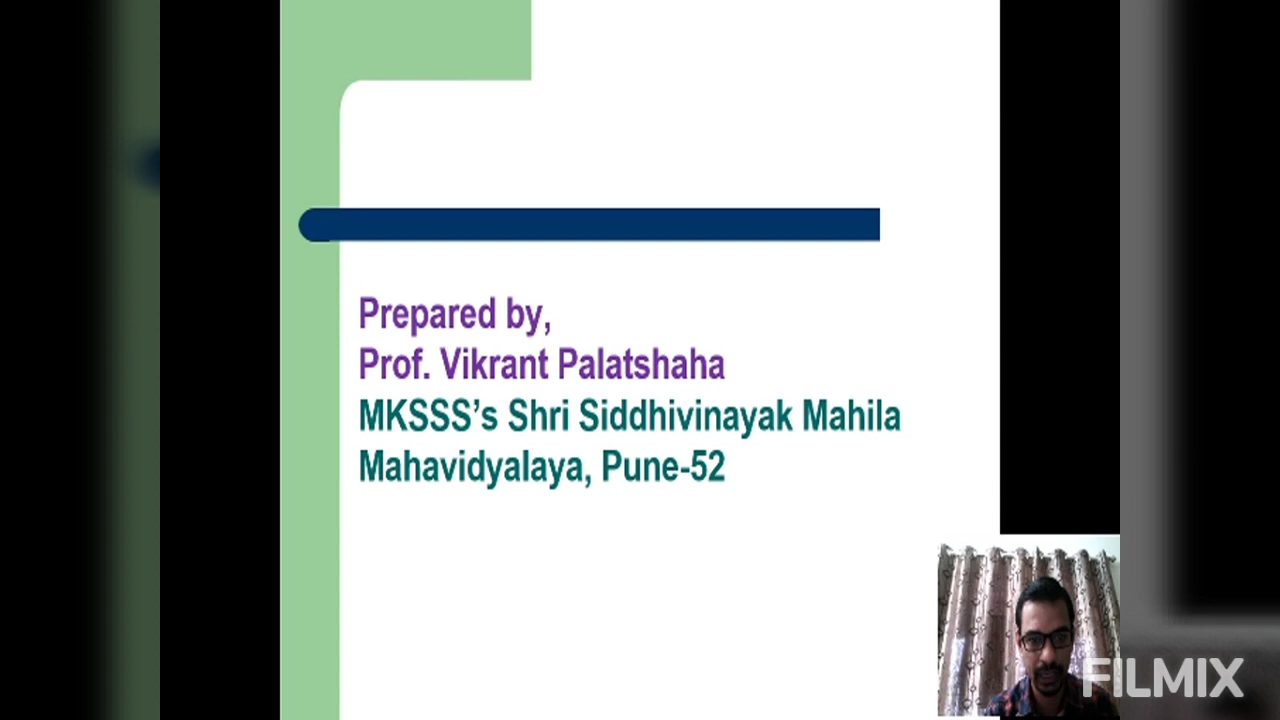 Prepared by,
Prof. Vikrant Palatshaha
MKSSS’s Shri Siddhivinayak Mahila
Mahavidyalaya, Pune-52
FILMIX